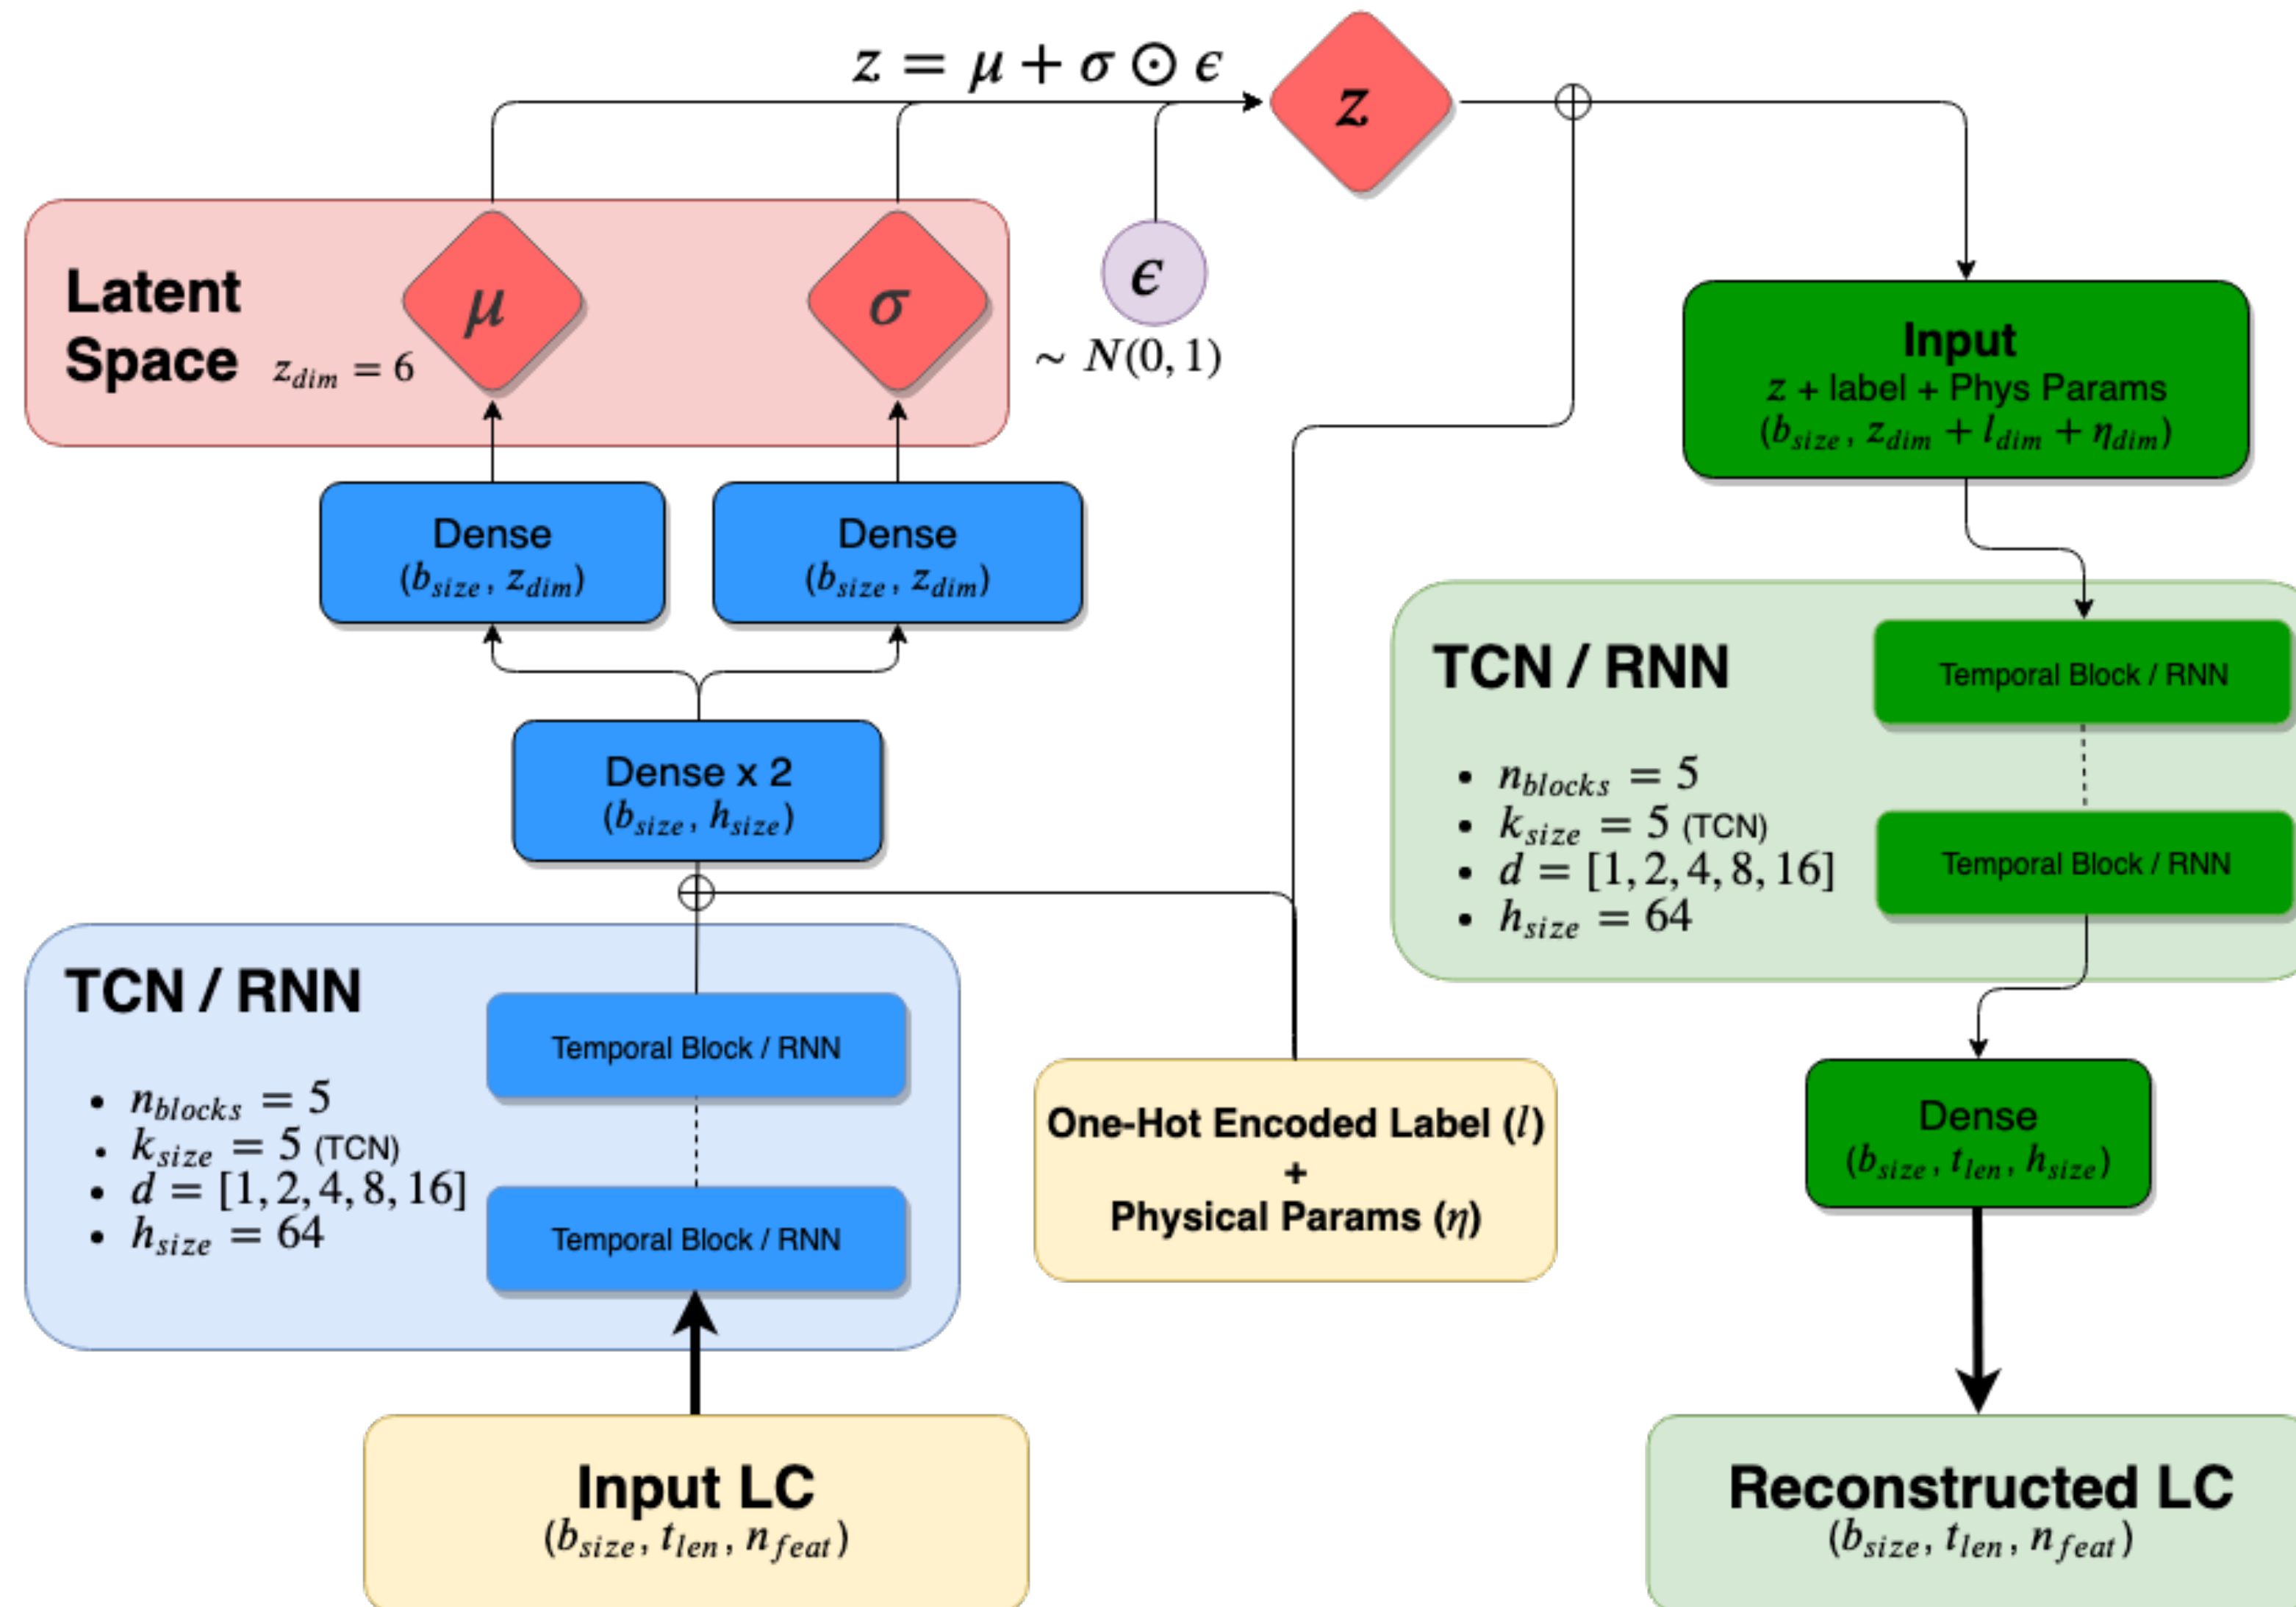 z = μ + σ ⊙ ϵ
z
Latent
Space z_dim = 6
μ
σ
ϵ
∼ N(0, 1)
Input
z + label + Phys Params
(b_size, z_dim + l_dim + η_dim)
Dense
(b_size, z_dim)
Dense
(b_size, z_dim)
Dense x 2
(b_size, h_size)
TCN / RNN
• n_blocks = 5
• k_size = 5 (TCN)
• d = [1, 2, 4, 8, 16]
• h_size = 64
Temporal Block / RNN
Temporal Block / RNN
TCN / RNN
• n_blocks = 5
• k_size = 5 (TCN)
• d = [1, 2, 4, 8, 16]
• h_size = 64
Temporal Block / RNN
Temporal Block / RNN
One-Hot Encoded Label (l)
+
Physical Params (η)
Dense
(b_size, t_len, h_size)
Input LC
(b_size, t_len, n_feat)
Reconstructed LC
(b_size, t_len, n_feat)